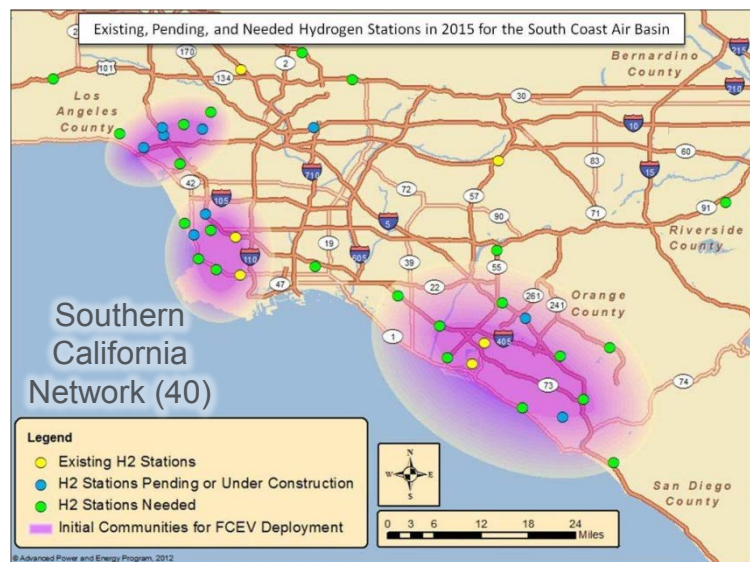 Existing, Pending, and Needed Hydrogen Stations in 2015 for the South Coast Air Basin
2
170
2
Bernardino
County
215
101
134
210
Los
Angeles
County
30
10
60
710
83
15
42
105
72
57
71
91
5
90
Riverside
County
19
605
39
55
110
47
22
261
241
Orange
County
1
405
73
74
Southern
California
Network (40)
Legend
Existing H2 Stations
H2 Stations Pending or Under Construction
H2 Stations Needed
Initial Communities for FCEV Deployment
N
W
E
S
San Diego
County
0 3 6 12 18 24
Miles
© Advanced Power and Energy Program, 2012